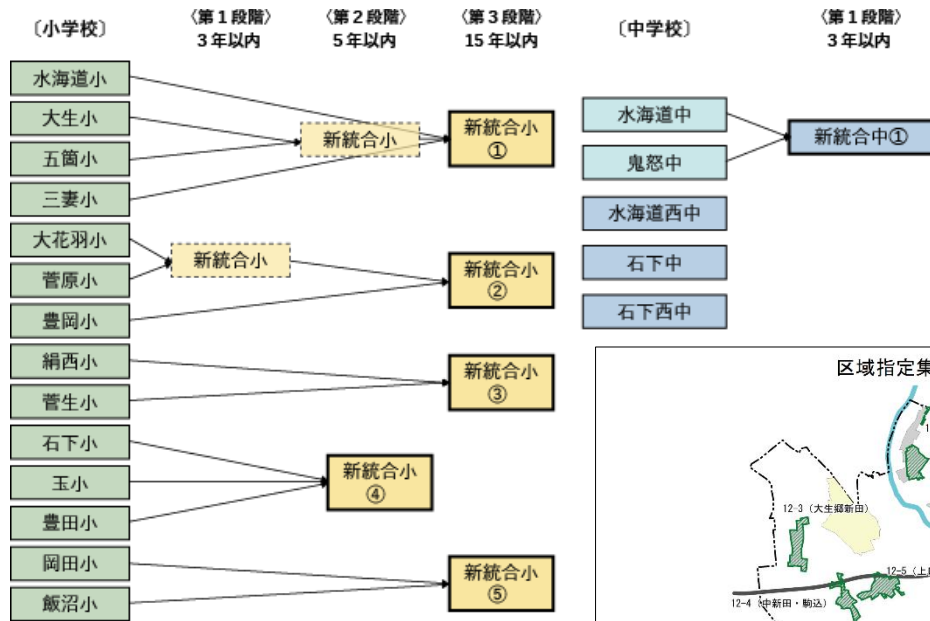 〔小学校〕
〈第１段階〉
３年以内
〈第２段階〉
５年以内
〈第３段階〉
15年以内
水海道小
大生小
五箇小
三妻小
大花羽小
菅原小
豊岡小
絹西小
菅生小
石下小
玉小
豊田小
岡田小
飯沼小
新統合小
新統合小
新統合小
①
新統合小
②
新統合小
③
新統合小
④
新統合小
⑤
〔中学校〕
〈第１段階〉
３年以内
水海道中
鬼怒中
水海道西中
石下中
石下西中
新統合中①
区域指定集
12-3（大生郷新田）
12-5（上
12-4（中新田・駒込）